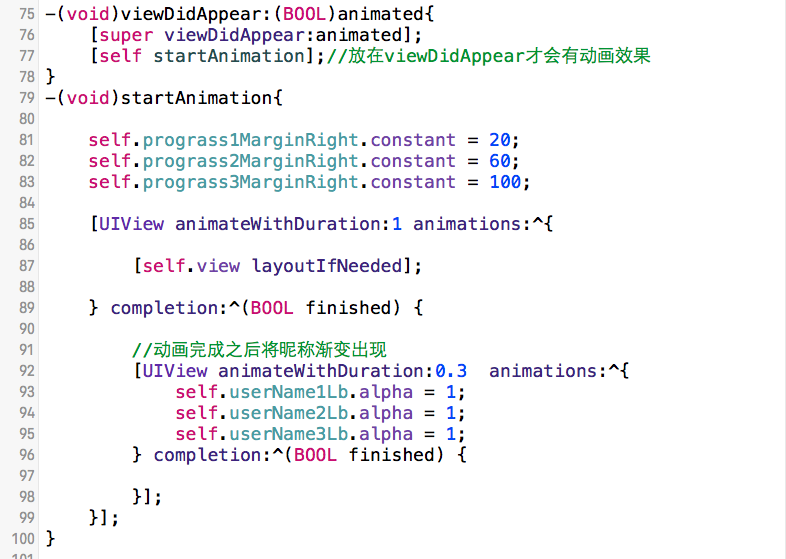 75 -(void)viewDidAppear:(BOOL)animated{
76     [super viewDidAppear:animated];
77     [self startAnimation];//放在viewDidAppear才会有动画效果
78 }
79 -(void)startAnimation{
80
81     self.prograss1MarginRight.constant = 20;
82     self.prograss2MarginRight.constant = 60;
83     self.prograss3MarginRight.constant = 100;
84
85     [UIView animateWithDuration:1 animations:^{
86
87         [self.view layoutIfNeeded];
88
89     } completion:^(BOOL finished) {
90
91         //动画完成之后将昵称渐变出现
92         [UIView animateWithDuration:0.3  animations:^{
93             self.userName1Lb.alpha = 1;
94             self.userName2Lb.alpha = 1;
95             self.userName3Lb.alpha = 1;
96         } completion:^(BOOL finished) {
97
98         }];
99     }];
100 }